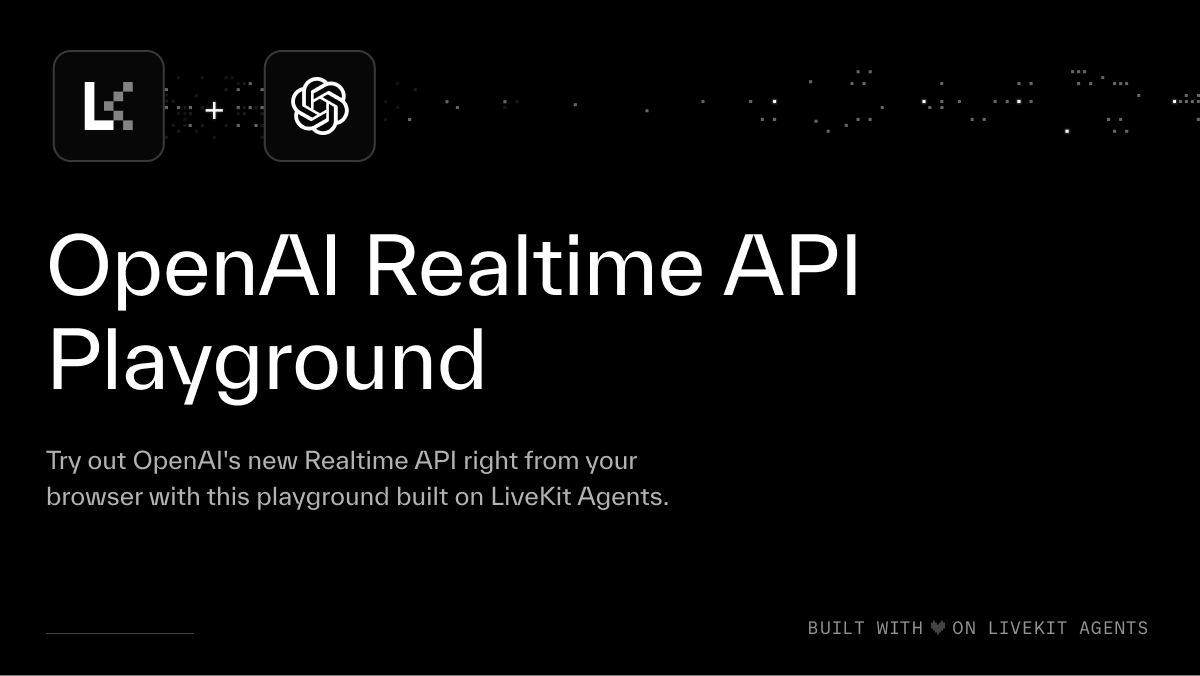 LK
+
OpenAI Realtime API
Playground
Try out OpenAI's new Realtime API right from your
browser with this playground built on LiveKit Agents.
BUILT WITH ♥ ON LIVEKIT AGENTS